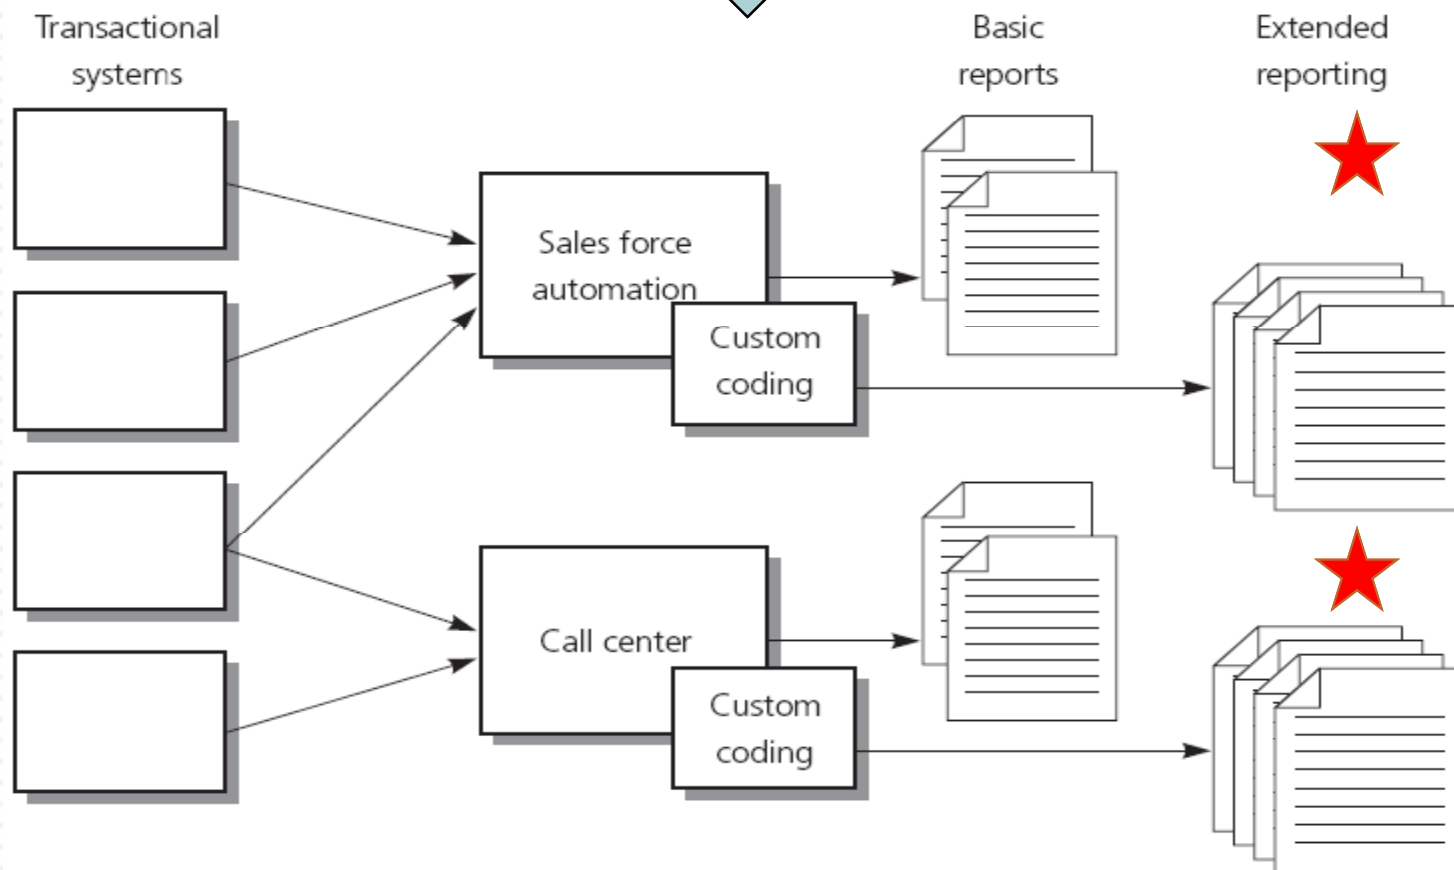 Transactional
systems
Basic
reports
Extended
reporting
Sales force
automation
Custom
coding
Call center
Custom
coding